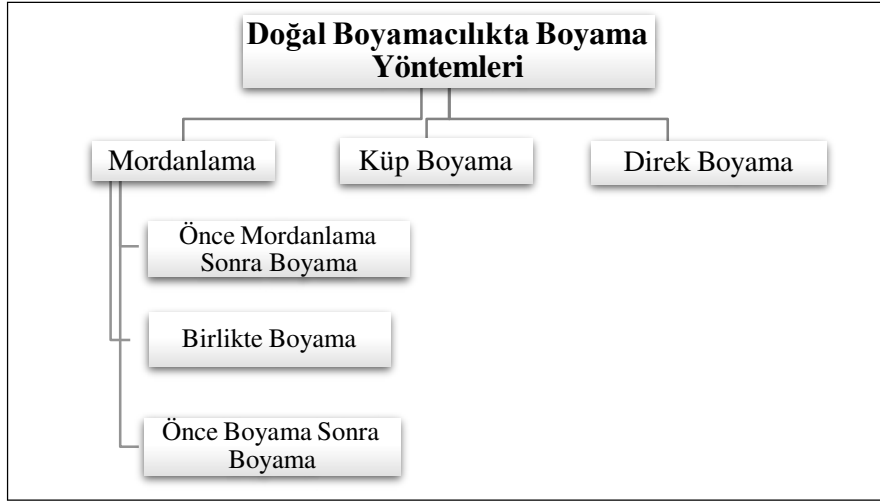 Doğal Boyamacılıkta Boyama
Yöntemleri
Mordanlama
Küp Boyama
Direk Boyama
Önce Mordanlama
Sonra Boyama
Birlikte Boyama
Önce Boyama Sonra
Boyama